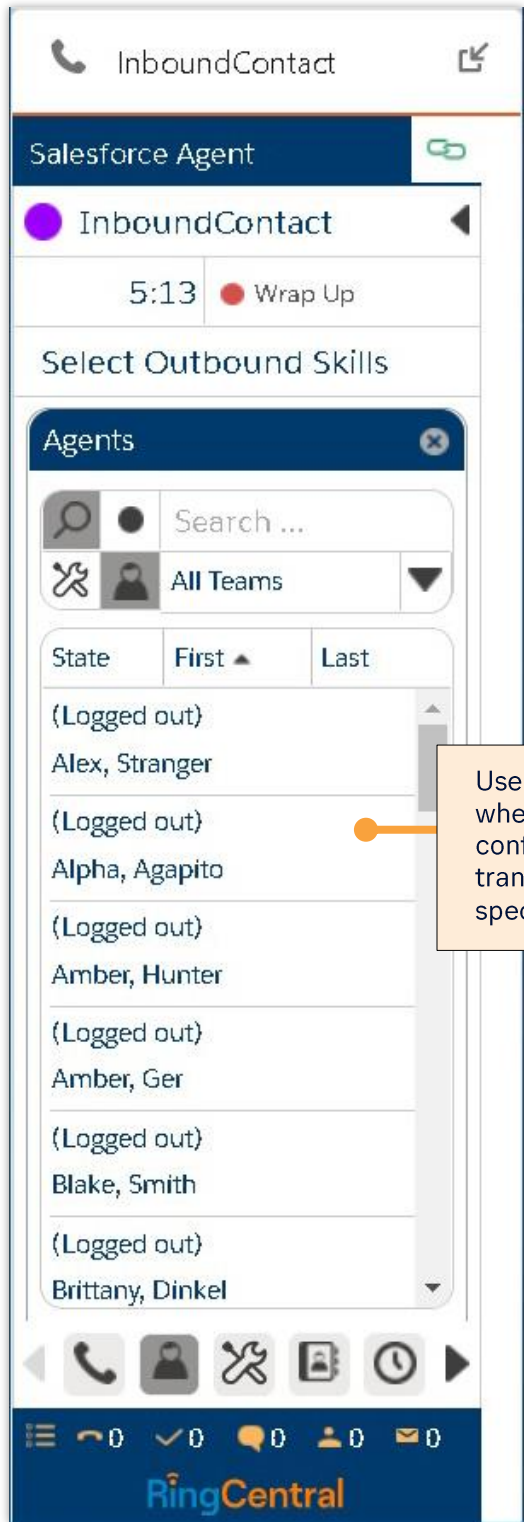 InboundContact
Salesforce Agent
InboundContact
5:13 Wrap Up
Select Outbound Skills
Agents
Search ...
All Teams
State First Last
(Logged out)
Alex, Stranger
(Logged out)
Alpha, Agapito
(Logged out)
Amber, Hunter
(Logged out)
Amber, Ger
(Logged out)
Blake, Smith
(Logged out)
Brittany, Dinkel
Use
0 0 0 0 0
RingCentral